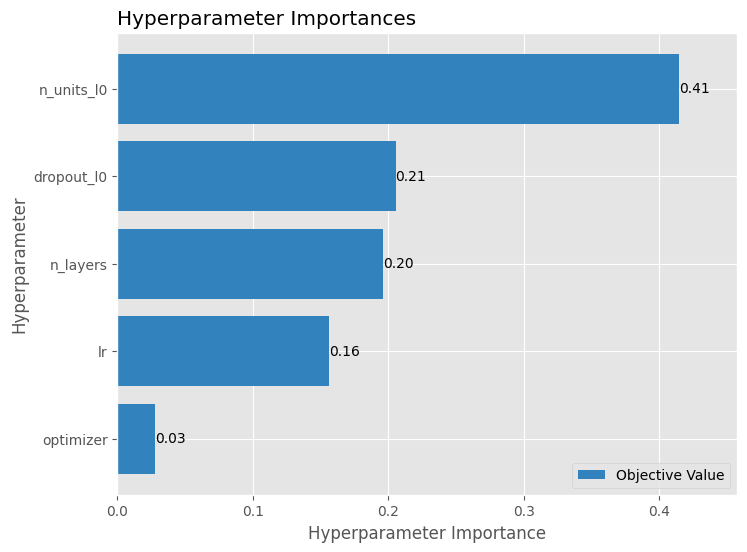 Hyperparameter Importances
Hyperparameter
n_units_l0
0.41
dropout_l0
0.21
n_layers
0.20
lr
0.16
optimizer
0.03
Objective Value
0.0
0.1
0.2
0.3
0.4
Hyperparameter Importance